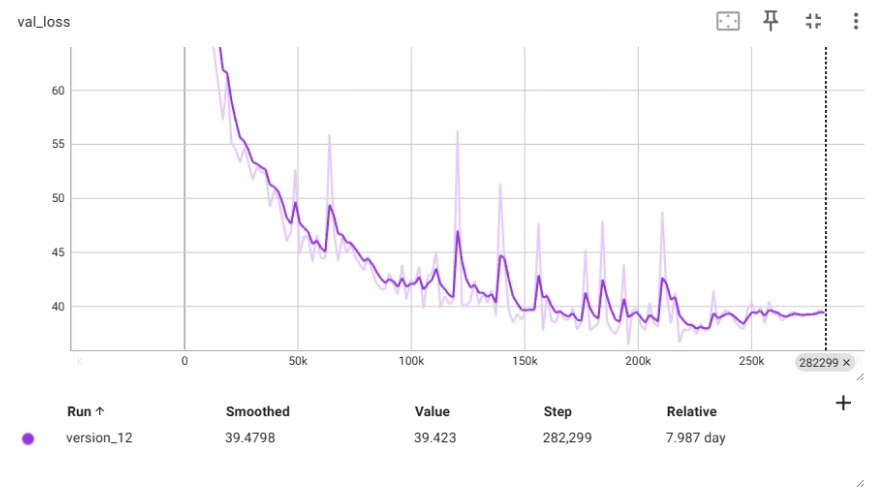 val_loss
60
55
50
45
40
k 0 50k 100k 150k 200k 250k 282299 ×
Run ↑ Smoothed Value Step Relative
version_12 39.4798 39.423 282,299 7.987 day